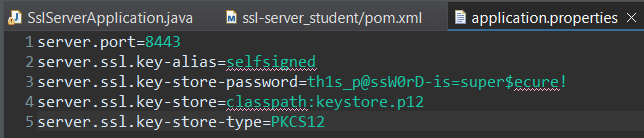 SslServerApplication.java ssl-server_student/pom.xml application.properties
1 server.port=8443
2 server.ssl.key-alias=selfsigned
3 server.ssl.key-store-password=th1s_p@ssW0rD-is=super$ecure!
4 server.ssl.key-store=classpath:keystore.p12
5 server.ssl.key-store-type=PKCS12